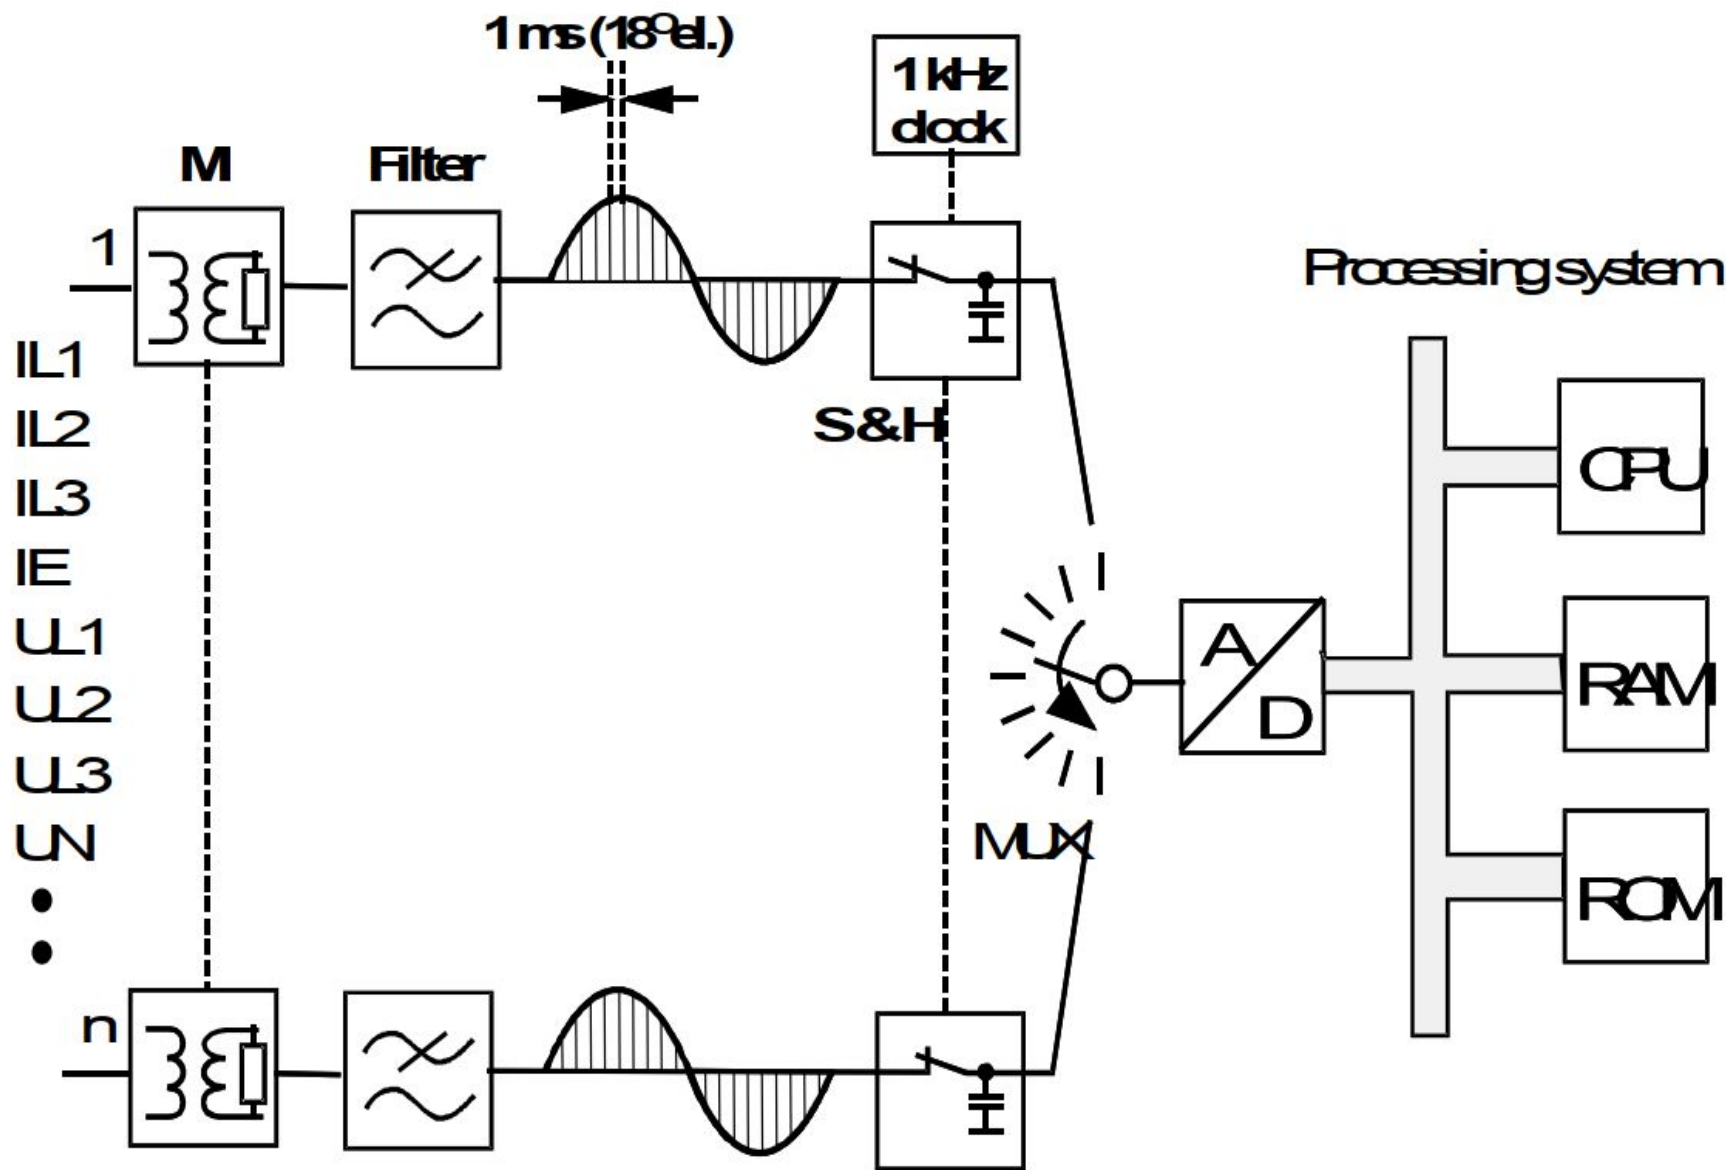 1 ms (18° el.)
1 kHz
clock
M
Filter
1
Processing system
IL1
IL2
IL3
IE
UL1
UL2
UL3
UN
S&H
CPU
A
D
RAM
MUX
ROM
n